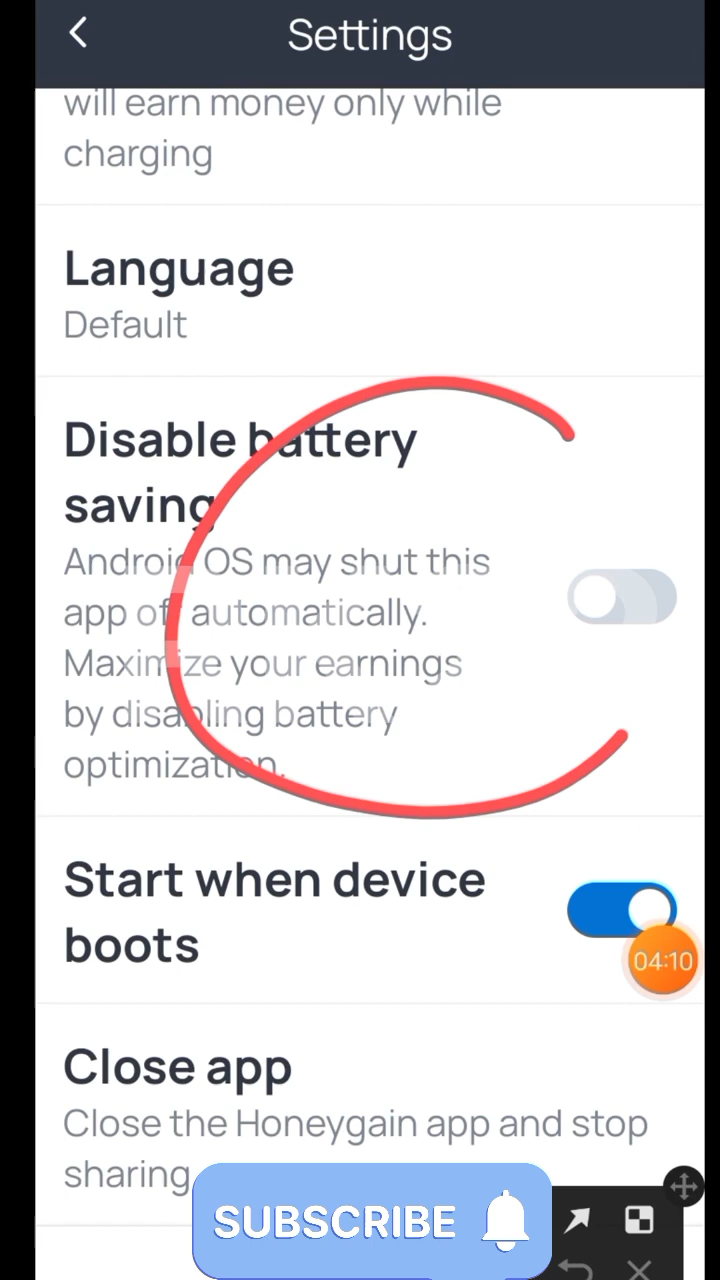 Settings
will earn money only while
charging
Language
Default
Disable battery
saving
Android OS may shut this
app off automatically.
Maximize your earnings
by disabling battery
optimization.
Start when device
boots
04:10
Close app
Close the Honeygain app and stop
sharing
SUBSCRIBE